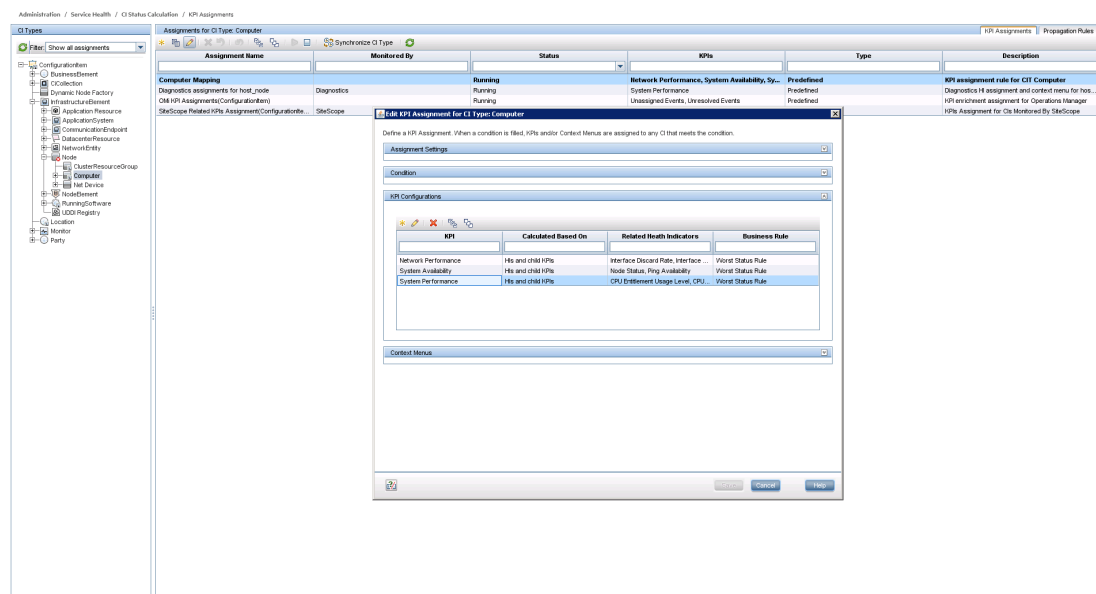 Administration / Service Health / CI Status Calculation / KPI Assignments
CI Types
Filter: Show all assignments
ConfigurationItem
BusinessElement
CiCollection
Dynamic Node Factory
InfrastructureElement
Application Resource
ApplicationSystem
CommunicationEndpoint
DatacenterResource
NetworkEntity
Node
ClusterResourceGroup
Computer
Net Device
NodeElement
RunningSoftware
UDDI Registry
Location
Monitor
Party
Assignments for CI Type: Computer
KPI Assignments Propagation Rules
Synchronize CI Type
Assignment Name Monitored By Status KPIs Type Description
Computer Mapping Running Network Performance, System Availability, Sy... Predefined KPI assignment rule for CIT Computer
Diagnostics assignments for host_node Diagnostics Running System Performance Predefined Diagnostics HI assignment and context menu for hos...
OMi KPI Assignments(ConfigurationItem) Running Unassigned Events, Unresolved Events Predefined KPI enrichment assignment for Operations Manager
SiteScope Related KPIs Assignment(ConfigurationIte... SiteScope KPIs Assignment for CIs Monitored By SiteScope
Edit KPI Assignment for CI Type: Computer
Define a KPI Assignment. When a condition is filled, KPIs and/or Context Menus are assigned to any CI that meets the condition.
Assignment Settings
Condition
KPI Configurations
KPI Calculated Based On Related Heath Indicators Business Rule
Network Performance HIs and child KPIs Interface Discard Rate, Interface ... Worst Status Rule
System Availability HIs and child KPIs Node Status, Ping Availability Worst Status Rule
System Performance HIs and child KPIs CPU Entitlement Usage Level, CPU... Worst Status Rule
Context Menus
Cancel Help